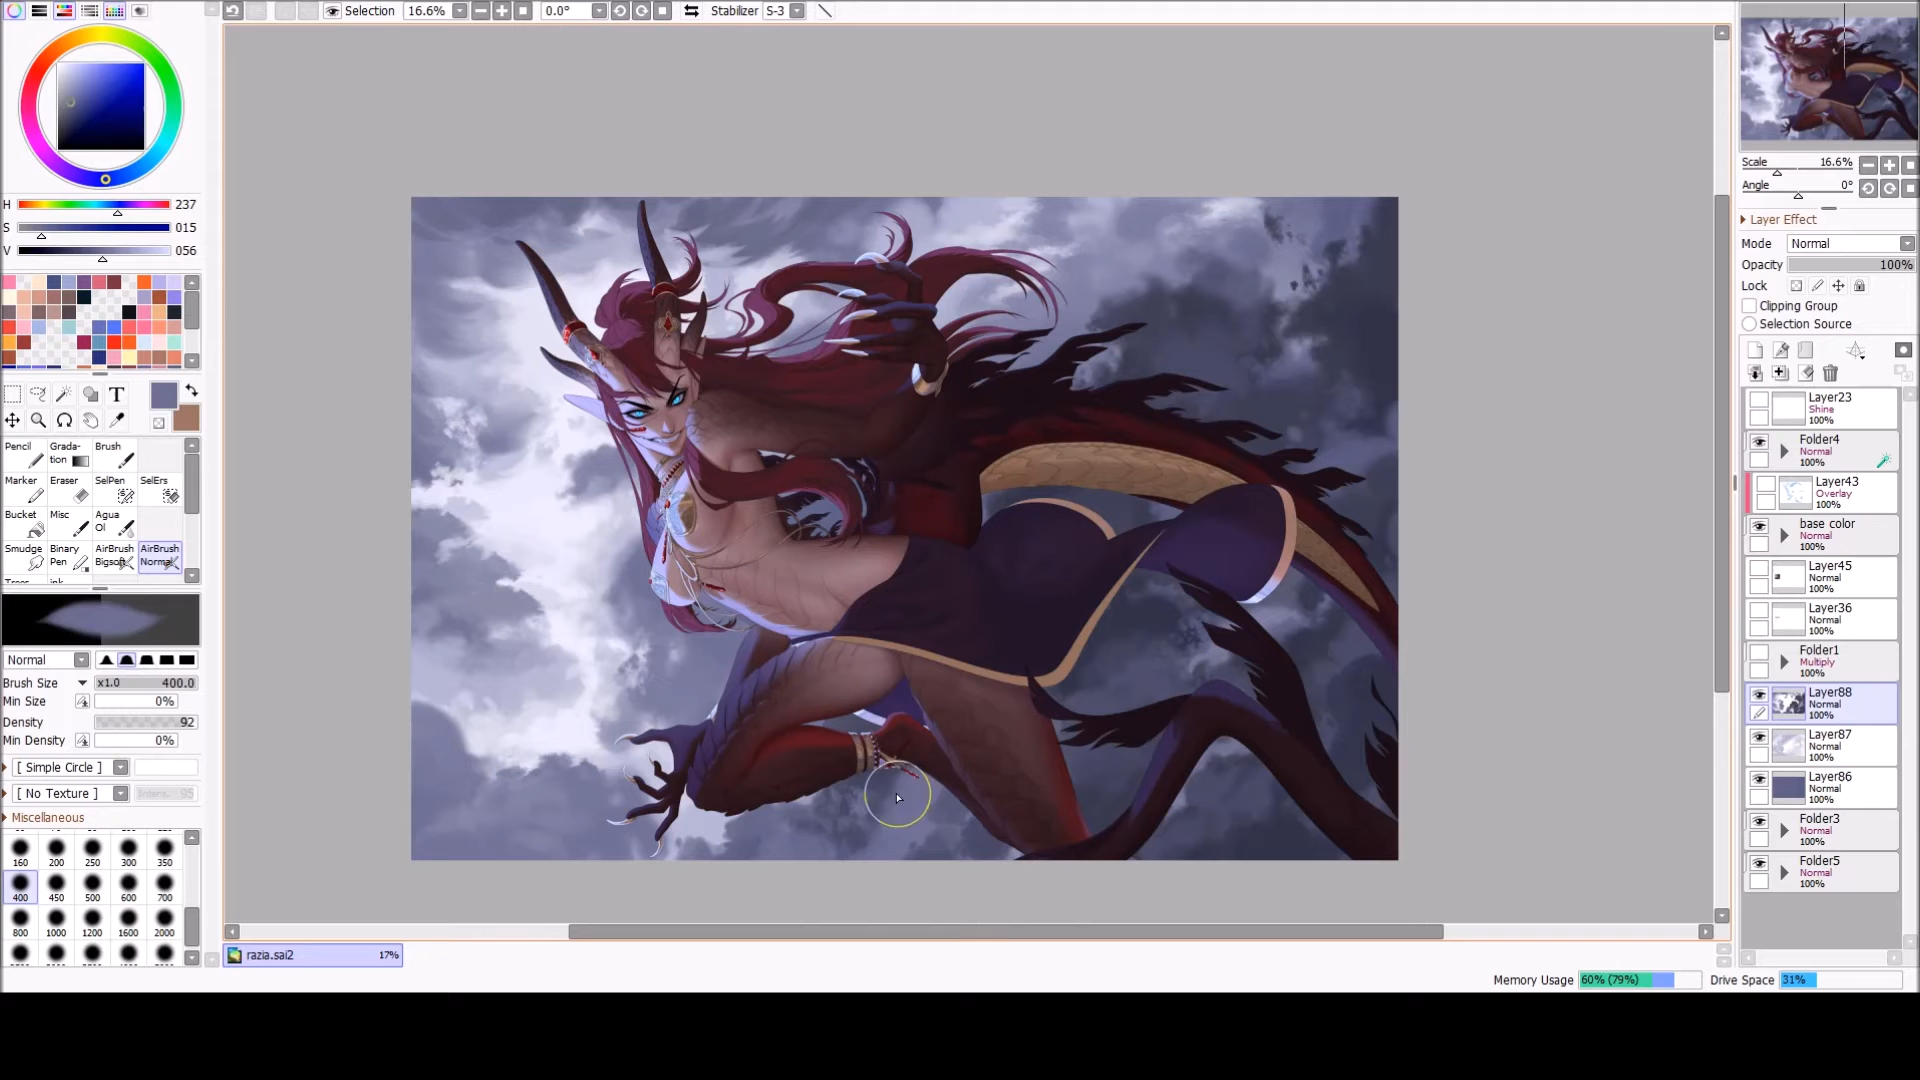 Selection 16.6% 0.0° Stabilizer S-3
H 237
S 015
V 056
T
Pencil Grada-tion Brush
Marker Eraser SelPen SelErs
Bucket Misc Agua Ol
Smudge Binary Pen AirBrush Bigsoft AirBrush Normal
Normal
Brush Size x1.0 400.0
Min Size 0%
Density 92
Min Density 0%
[ Simple Circle ]
[ No Texture ] 95
Miscellaneous
160 200 250 300 350
400 450 500 600 700
800 1000 1200 1600 2000
razia.sai2 17%
Scale 16.6%
Angle 0°
Layer Effect
Mode Normal
Opacity 100%
Lock
Clipping Group
Selection Source
Layer23
Shine
100%
Folder4
Normal
100%
Layer43
Overlay
100%
base color
Normal
100%
Layer45
Normal
100%
Layer36
Normal
100%
Folder1
Multiply
100%
Layer88
Normal
100%
Layer87
Normal
100%
Layer86
Normal
100%
Folder3
Normal
100%
Folder5
Normal
100%
Memory Usage 60% (79%) Drive Space 31%